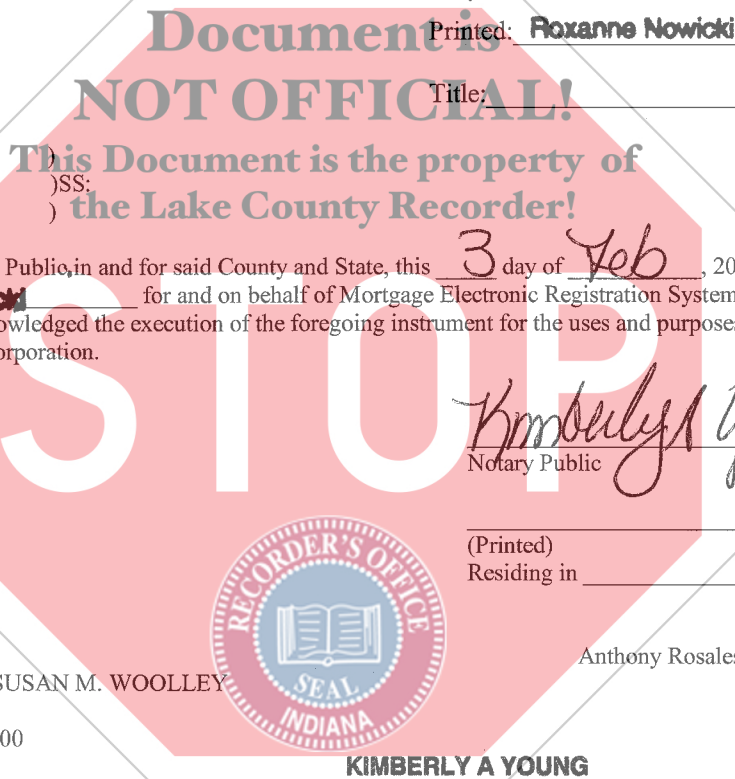 Document is
Printed: Roxanne Nowicki
NOT OFFICIAL!
Title:
This Document is the property of
)
)SS:
)
the Lake County Recorder!
Public, in and for said County and State, this 3 day of Feb, 20
for and on behalf of Mortgage Electronic Registration System
owledged the execution of the foregoing instrument for the uses and purposes
orporation.
STOP
Kimberly A
Notary Public
(Printed)
Residing in
RECORDER'S OFFICE
SEAL
INDIANA
Anthony Rosales
SUSAN M. WOOLLEY
00
KIMBERLY A YOUNG